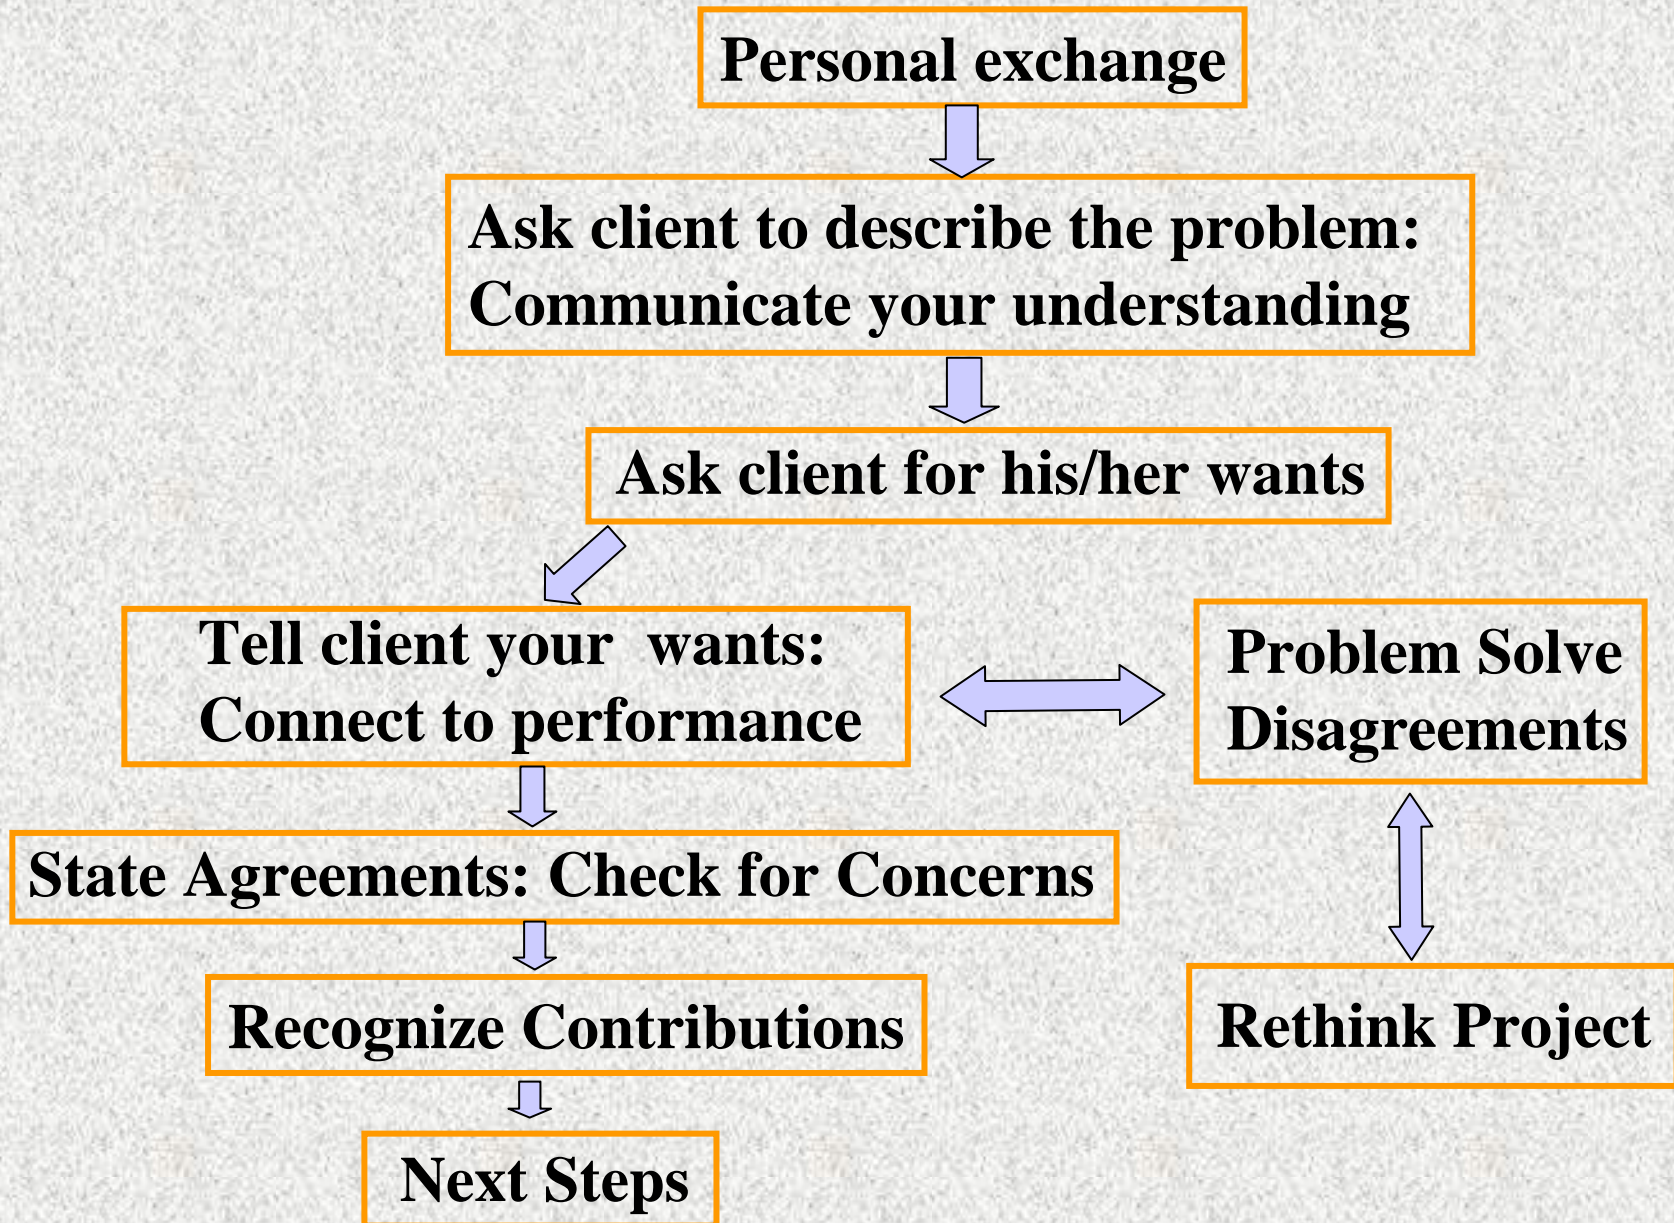 Personal exchange
Ask client to describe the problem:
Communicate your understanding
Ask client for his/her wants
Tell client your  wants:
Connect to performance
Problem Solve
Disagreements
State Agreements: Check for Concerns
Recognize Contributions
Rethink Project
Next Steps